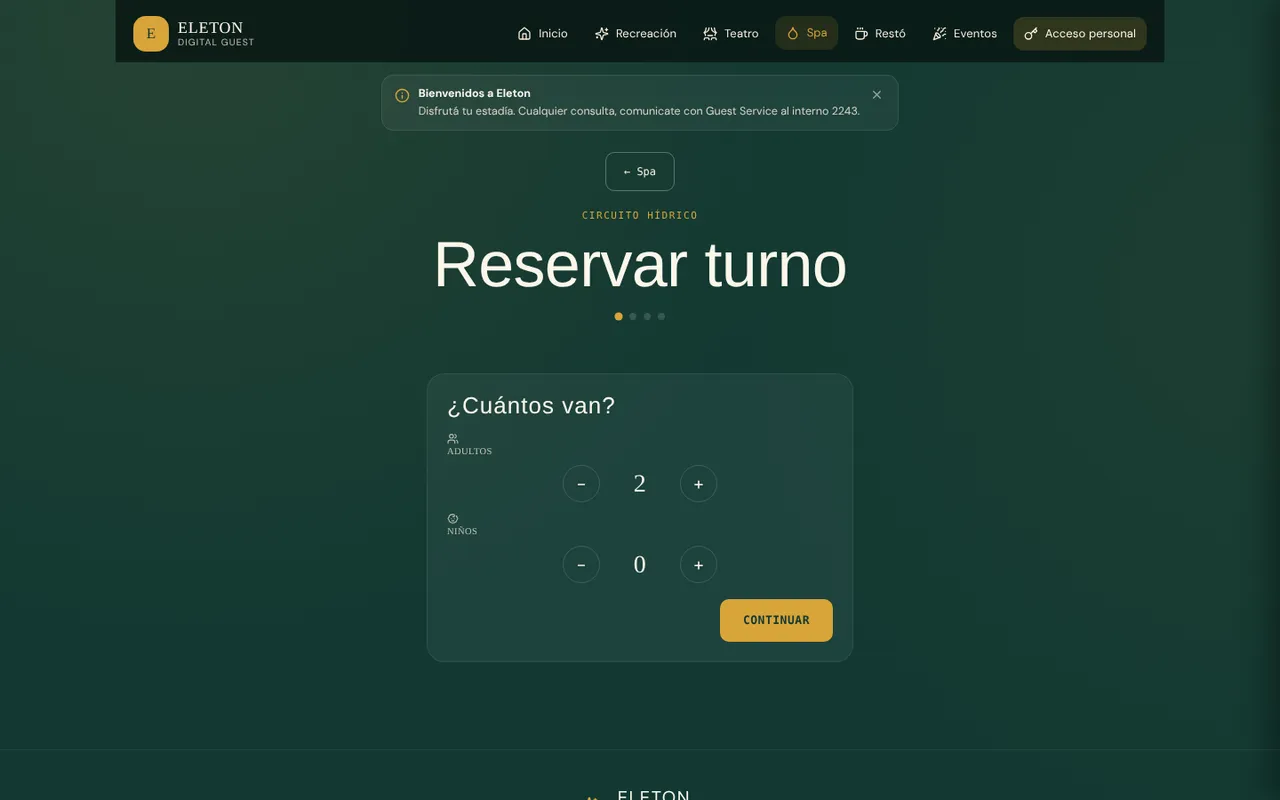 E
ELETON
DIGITAL GUEST
Inicio
Recreación
Teatro
Spa
Restó
Eventos
Acceso personal
Bienvenidos a Eleton
Disfrutá tu estadía. Cualquier consulta, comunicate con Guest Service al interno 2243.
← Spa
CIRCUITO HÍDRICO
Reservar turno
¿Cuántos van?
ADULTOS
− 2 +
NIÑOS
− 0 +
CONTINUAR
ELETON